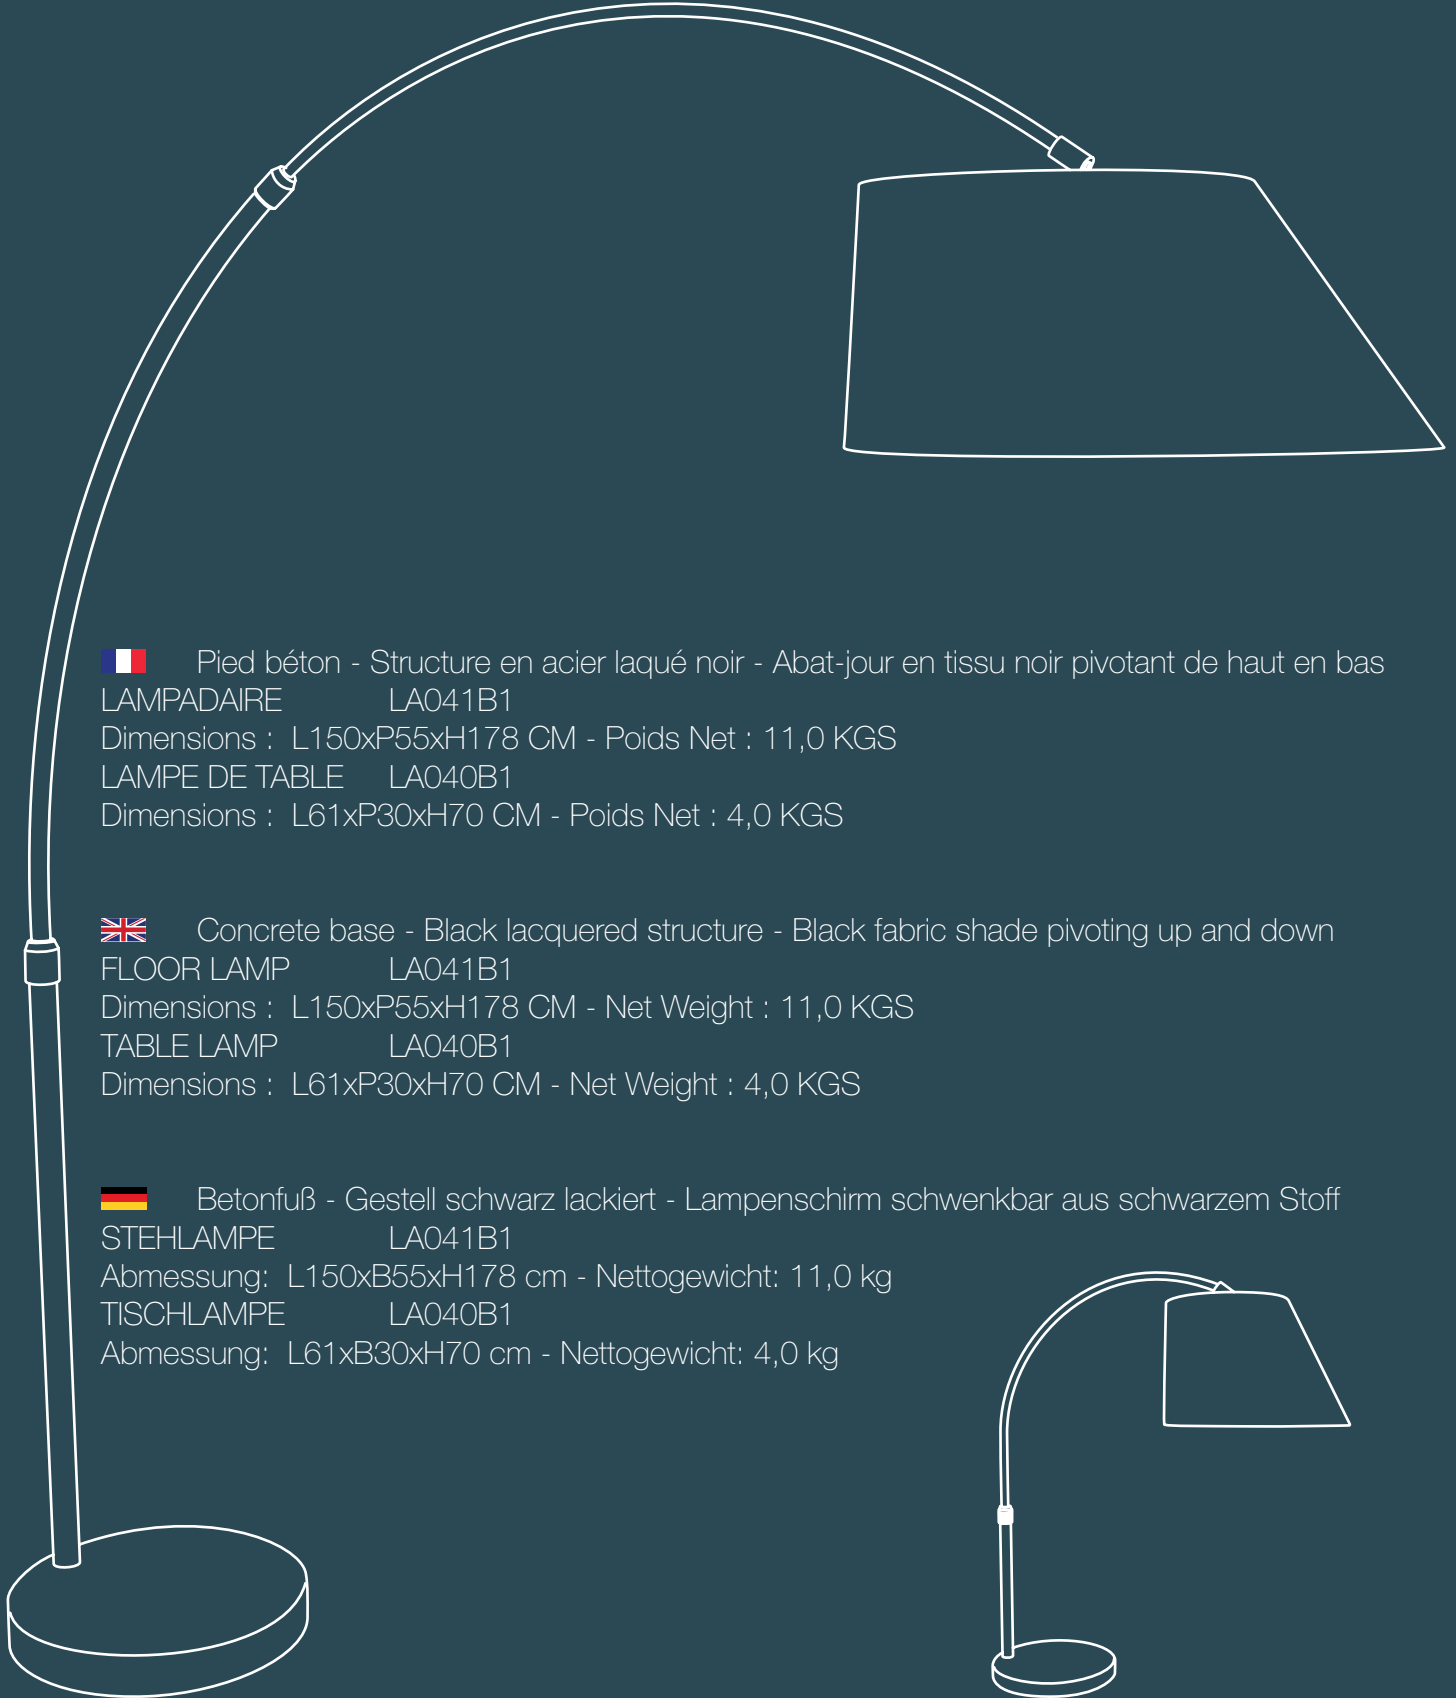 Pied béton - Structure en acier laqué noir - Abat-jour en tissu noir pivotant de haut en bas
LAMPADAIRE LA041B1
Dimensions : L150xP55xH178 CM - Poids Net : 11,0 KGS
LAMPE DE TABLE LA040B1
Dimensions : L61xP30xH70 CM - Poids Net : 4,0 KGS
Concrete base - Black lacquered structure - Black fabric shade pivoting up and down
FLOOR LAMP LA041B1
Dimensions : L150xP55xH178 CM - Net Weight : 11,0 KGS
TABLE LAMP LA040B1
Dimensions : L61xP30xH70 CM - Net Weight : 4,0 KGS
Betonfuß - Gestell schwarz lackiert - Lampenschirm schwenkbar aus schwarzem Stoff
STEHLAMPE LA041B1
Abmessung: L150xB55xH178 cm - Nettogewicht: 11,0 kg
TISCHLAMPE LA040B1
Abmessung: L61xB30xH70 cm - Nettogewicht: 4,0 kg